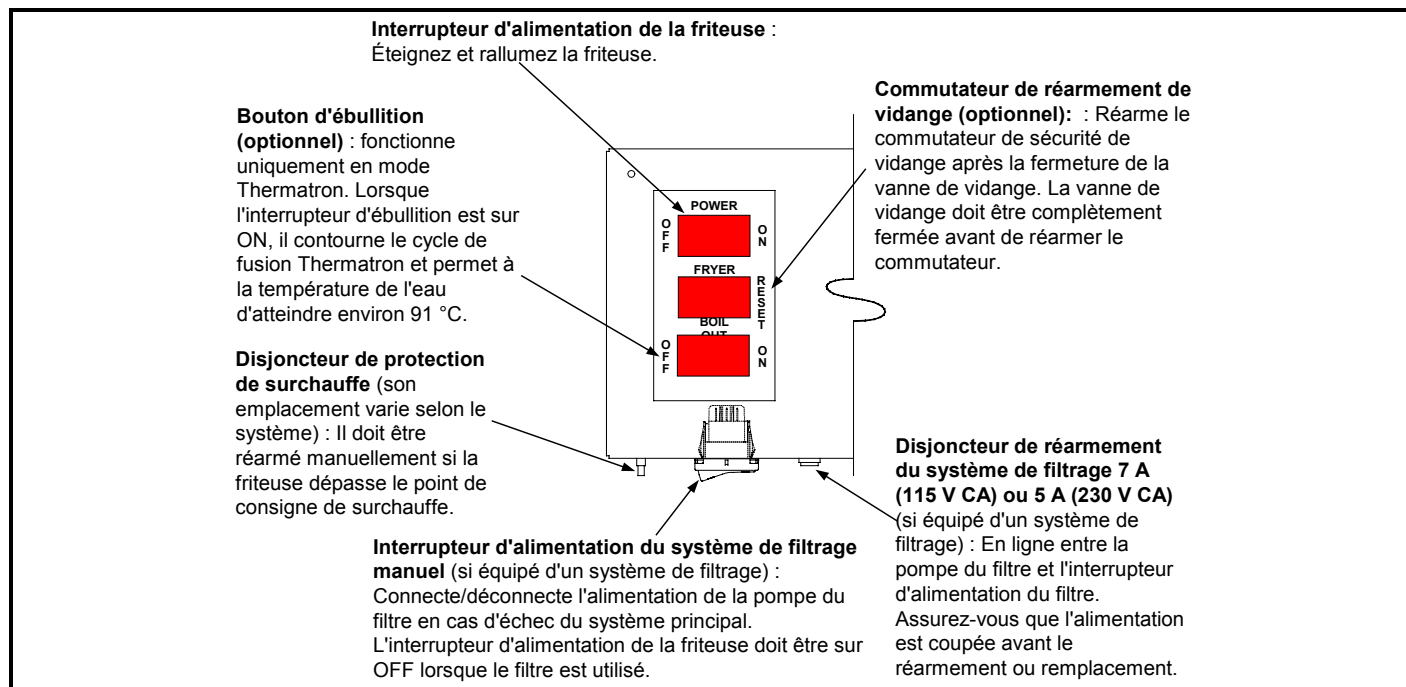 Interrupteur d'alimentation de la friteuse :
Éteignez et rallumez la friteuse.
Commutateur de réarmement de
vidange (optionnel):  : Réarme le
commutateur de sécurité de
vidange après la fermeture de la
vanne de vidange. La vanne de
vidange doit être complètement
fermée avant de réarmer le
commutateur.
Bouton d'ébullition
(optionnel) : fonctionne
uniquement en mode
Thermatron. Lorsque
l'interrupteur d'ébullition est sur
ON, il contourne le cycle de
fusion Thermatron et permet à
la température de l'eau
d'atteindre environ 91 °C.
POWER
OFF
ON
FRYER
RESET
BOIL
OUT
OFF
ON
Disjoncteur de protection
de surchauffe (son
emplacement varie selon le
système) : Il doit être
réarmé manuellement si la
friteuse dépasse le point de
consigne de surchauffe.
Interrupteur d'alimentation du système de filtrage
manuel (si équipé d'un système de filtrage) :
Connecte/déconnecte l'alimentation de la pompe du
filtre en cas d'échec du système principal.
L'interrupteur d'alimentation de la friteuse doit être sur
OFF lorsque le filtre est utilisé.
Disjoncteur de réarmement
du système de filtrage 7 A
(115 V CA) ou 5 A (230 V CA)
(si équipé d'un système de
filtrage) : En ligne entre la
pompe du filtre et l'interrupteur
d'alimentation du filtre.
Assurez-vous que l'alimentation
est coupée avant le
réarmement ou remplacement.